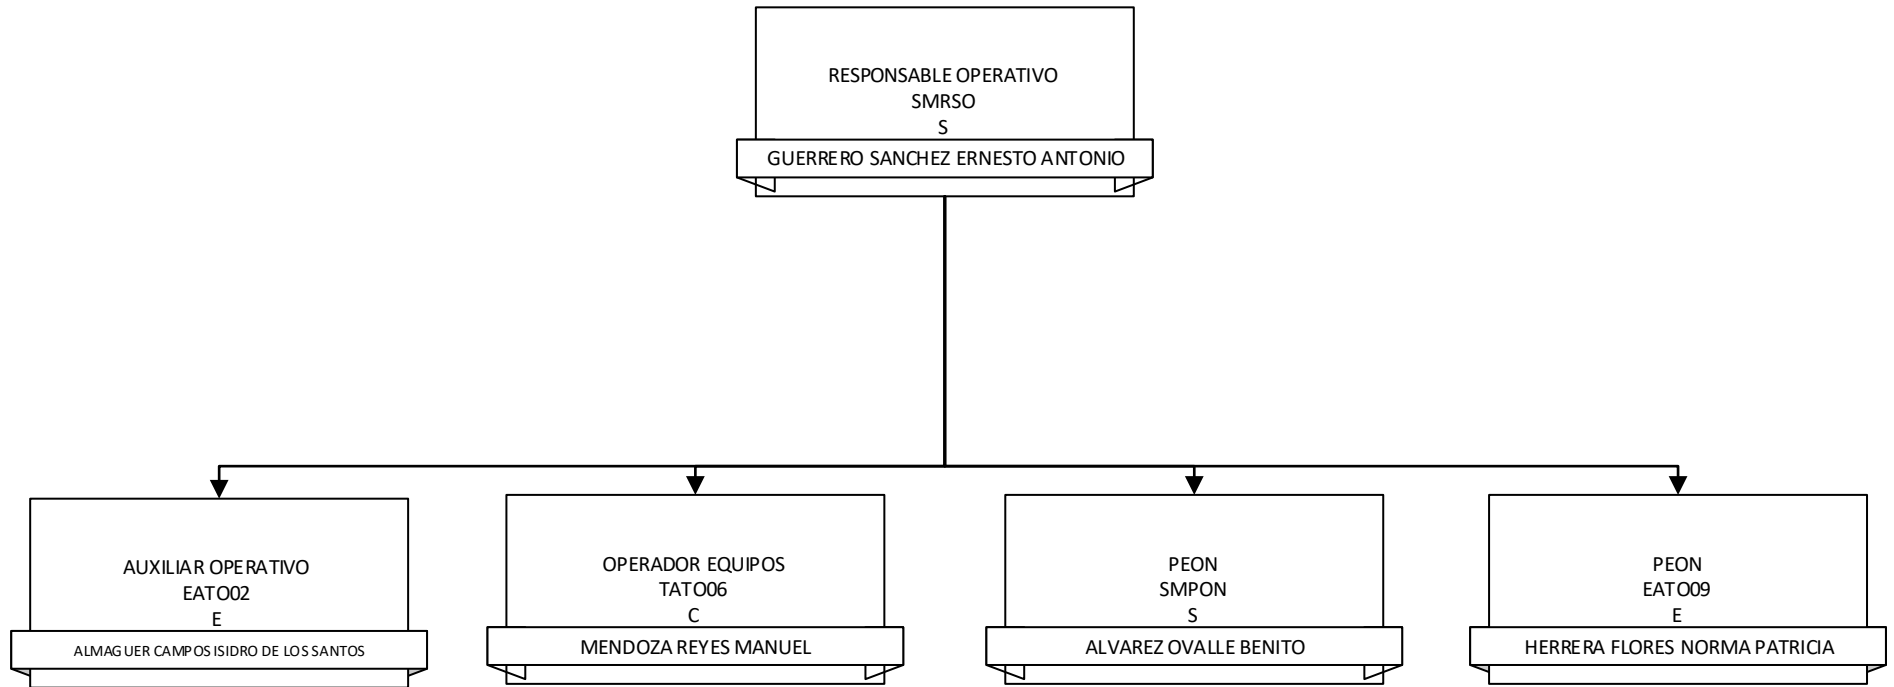 RESPONSABLE OPERATIVO
SMRSO
S
GUERRERO SANCHEZ ERNESTO ANTONIO
AUXILIAR OPERATIVO
EATO02
E
ALMAGUER CAMPOS ISIDRO DE LOS SANTOS
OPERADOR EQUIPOS
TATO06
C
MENDOZA REYES MANUEL
PEON
SMPON
S
ALVAREZ OVALLE BENITO
PEON
EATO09
E
HERRERA FLORES NORMA PATRICIA